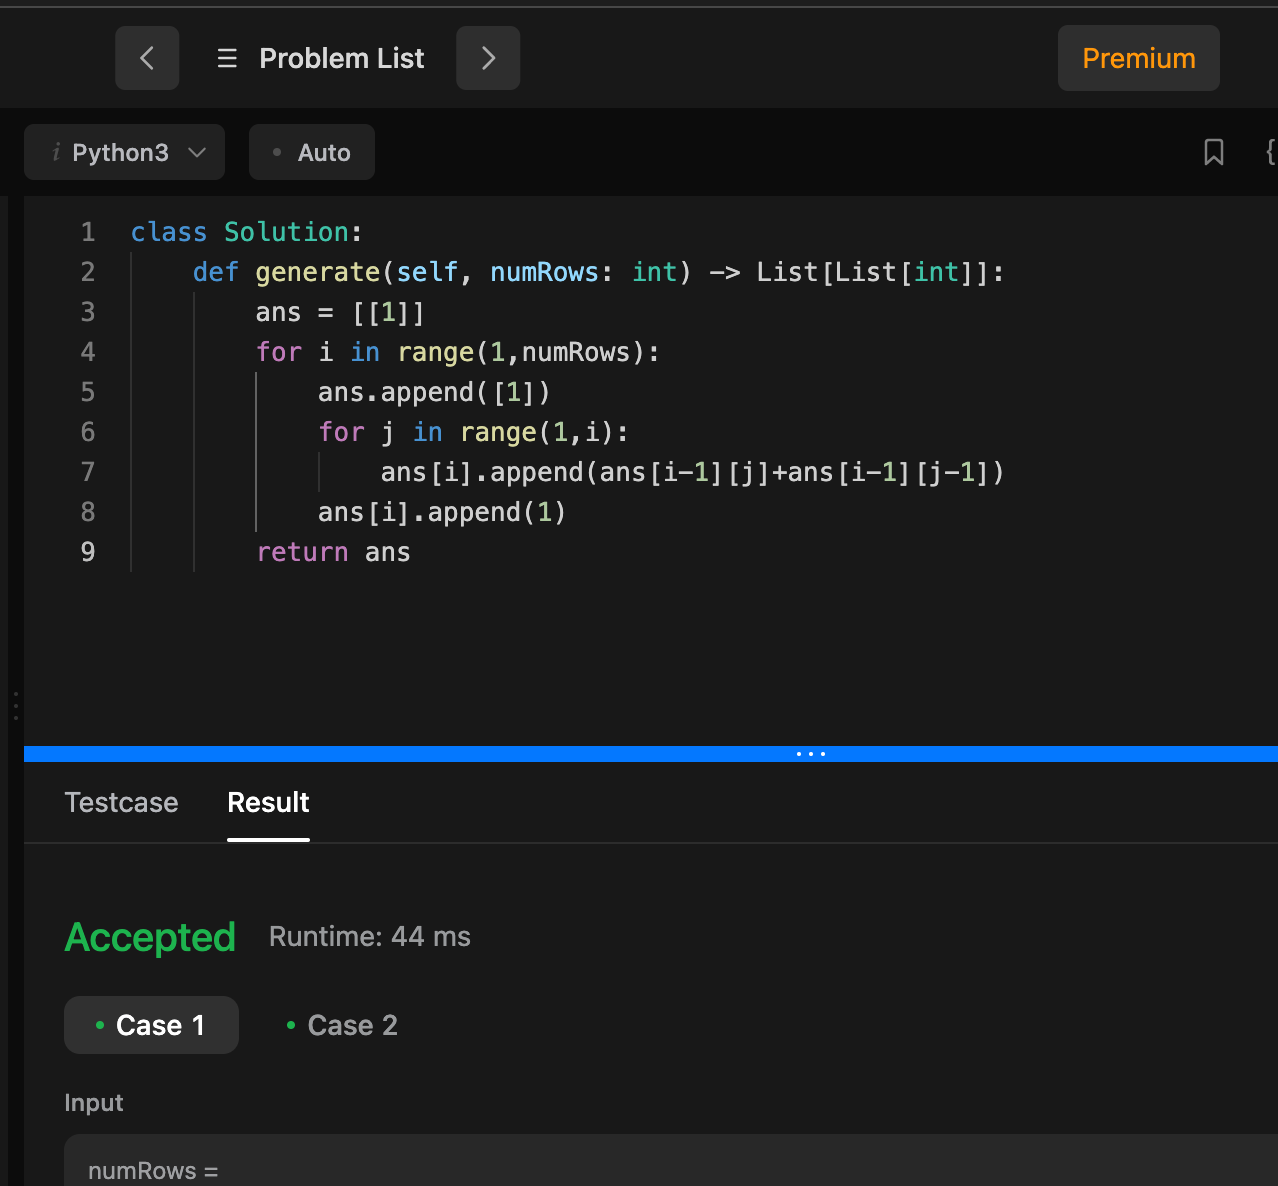 Problem List
Premium
i Python3
Auto
{
1 class Solution:
2     def generate(self, numRows: int) -> List[List[int]]:
3         ans = [[1]]
4         for i in range(1,numRows):
5             ans.append([1])
6             for j in range(1,i):
7                 ans[i].append(ans[i-1][j]+ans[i-1][j-1])
8             ans[i].append(1)
9         return ans
Testcase Result
Accepted Runtime: 44 ms
Case 1 Case 2
Input
numRows =